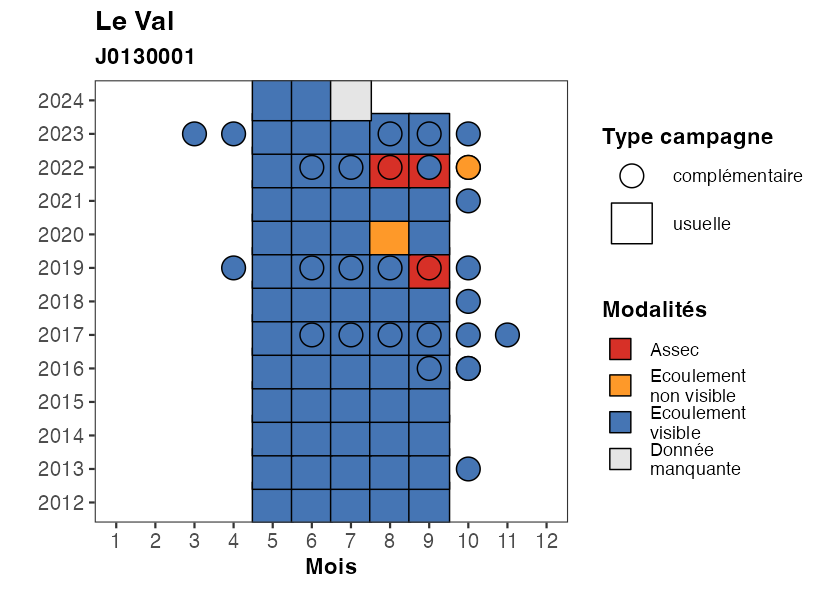 Le Val
J0130001
2024
2023
2022
2021
2020
2019
2018
2017
2016
2015
2014
2013
2012
1 2 3 4 5 6 7 8 9 10 11 12
Mois
Type campagne
complémentaire
usuelle
Modalités
Assec
Ecoulement
non visible
Ecoulement
visible
Donnée
manquante